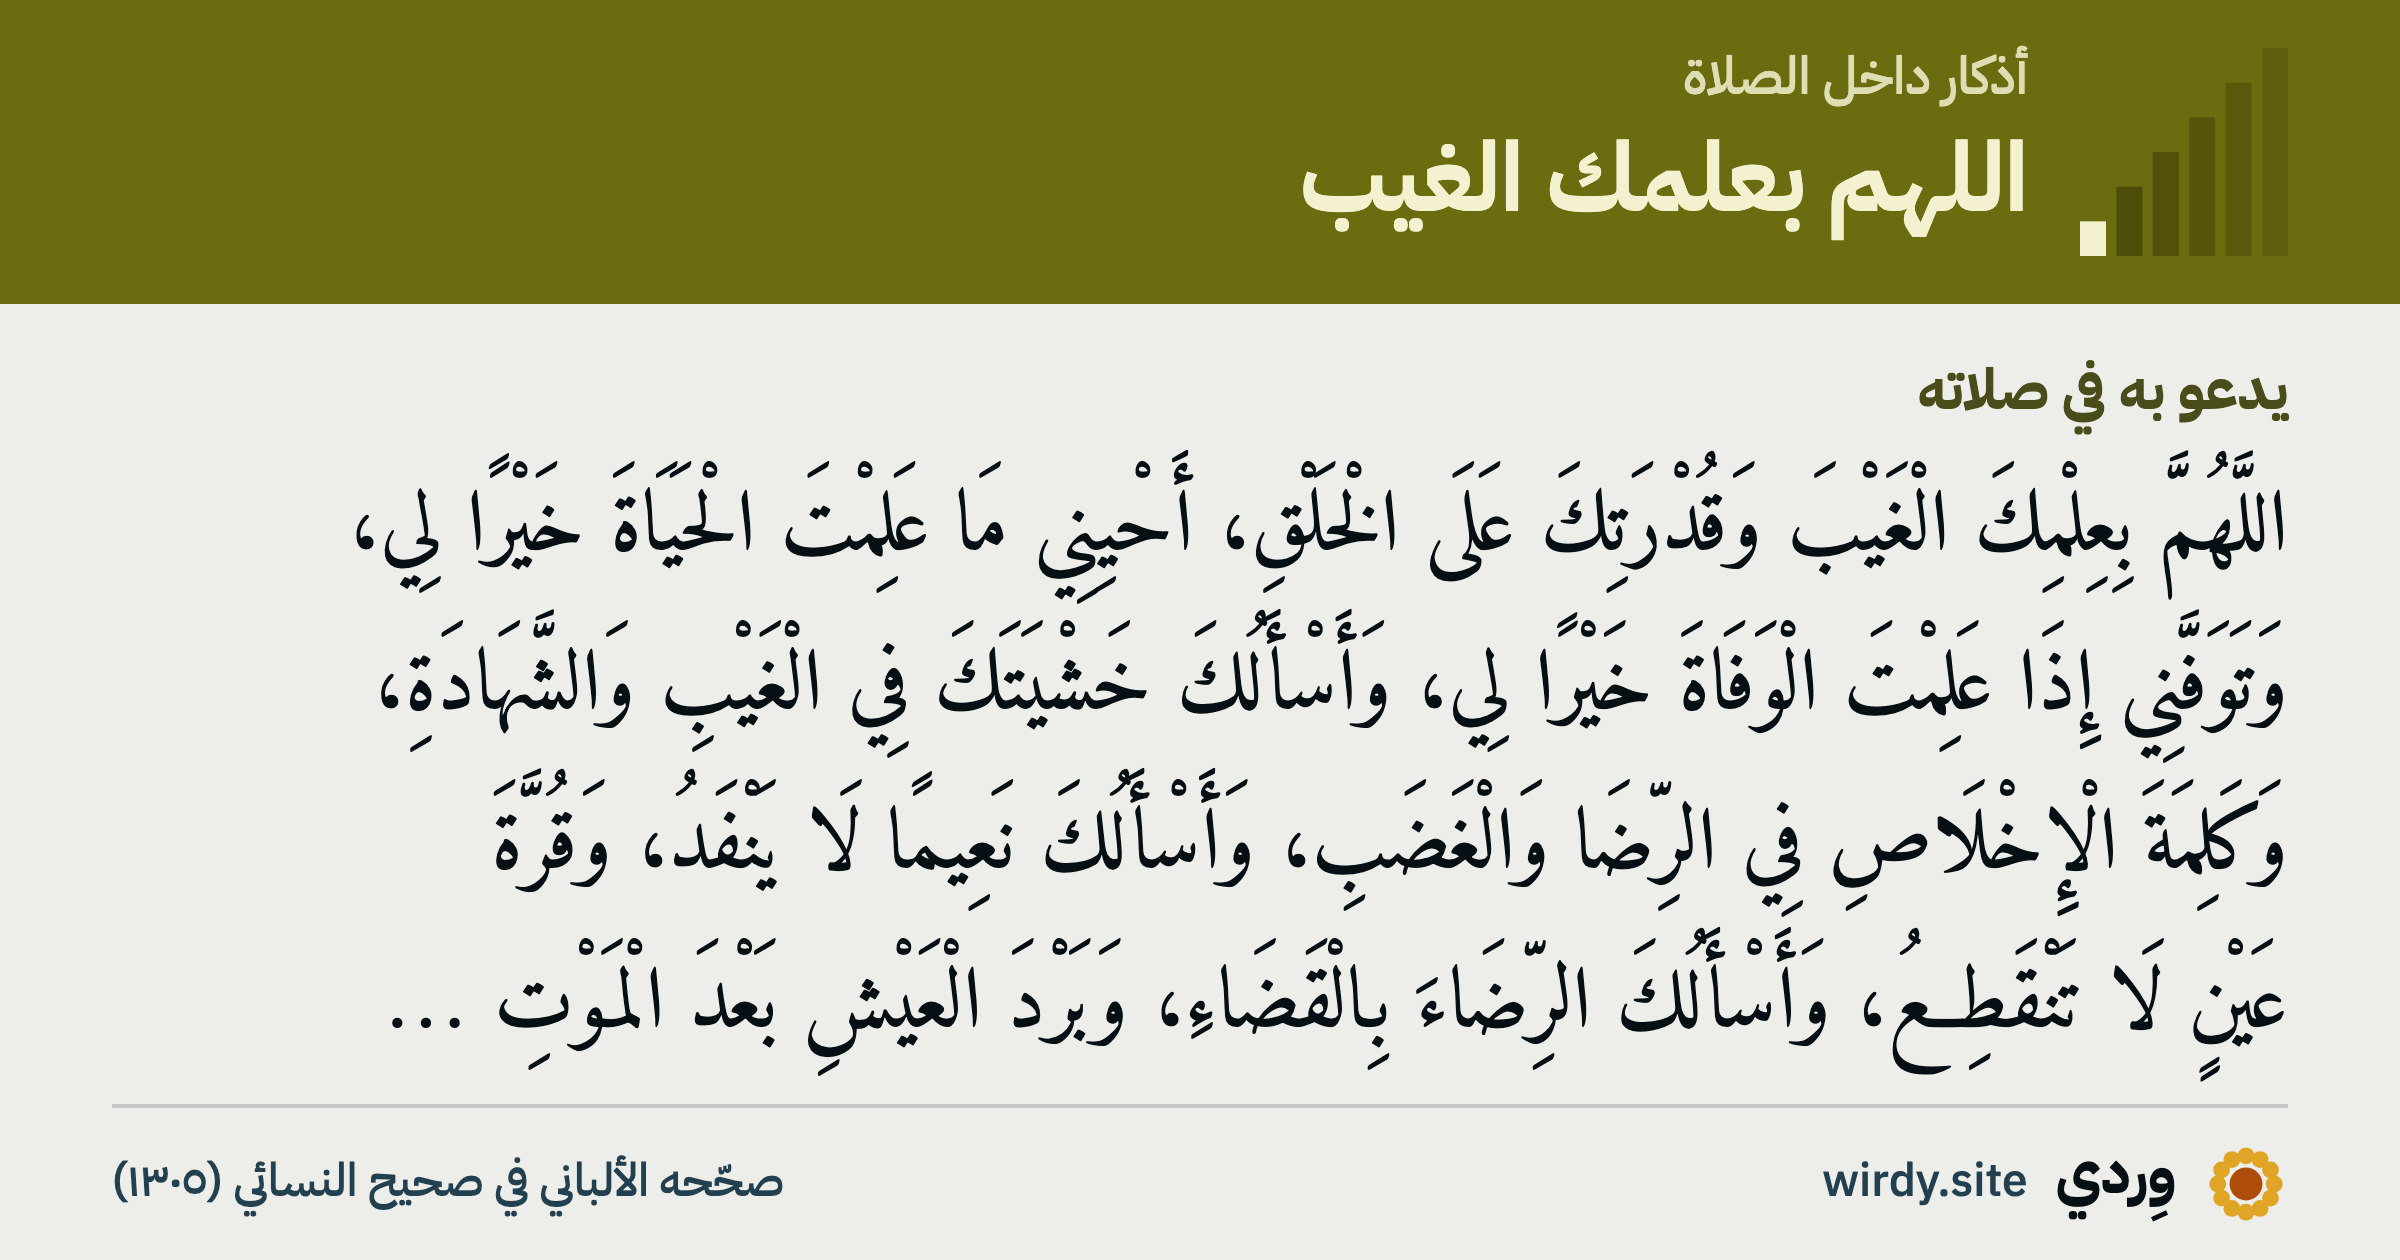 أذكار داخل الصلاة
اللهم بعلمك الغيب
يدعو به في صلاته
اللَّهُمَّ بِعِلْمِكَ الْغَيْبَ وَقُدْرَتِكَ عَلَى الْخَلْقِ، أَحْيِنِي مَا عَلِمْتَ الْحَيَاةَ خَيْرًا لِي،
وَتَوَفَّنِي إِذَا عَلِمْتَ الْوَفَاةَ خَيْرًا لِي، وَأَسْأَلُكَ خَشْيَتَكَ فِي الْغَيْبِ وَالشَّهَادَةِ،
وَكَلِمَةَ الْإِخْلَاصِ فِي الرِّضَا وَالْغَضَبِ، وَأَسْأَلُكَ نَعِيمًا لَا يَنْفَدُ، وَقُرَّةَ
عَيْنٍ لَا تَنْقَطِعُ، وَأَسْأَلُكَ الرِّضَاءَ بِالْقَضَاءِ، وَبَرْدَ الْعَيْشِ بَعْدَ الْمَوْتِ ...
وِردي wirdy.site
صحّحه الألباني في صحيح النسائي (١٣٠٥)